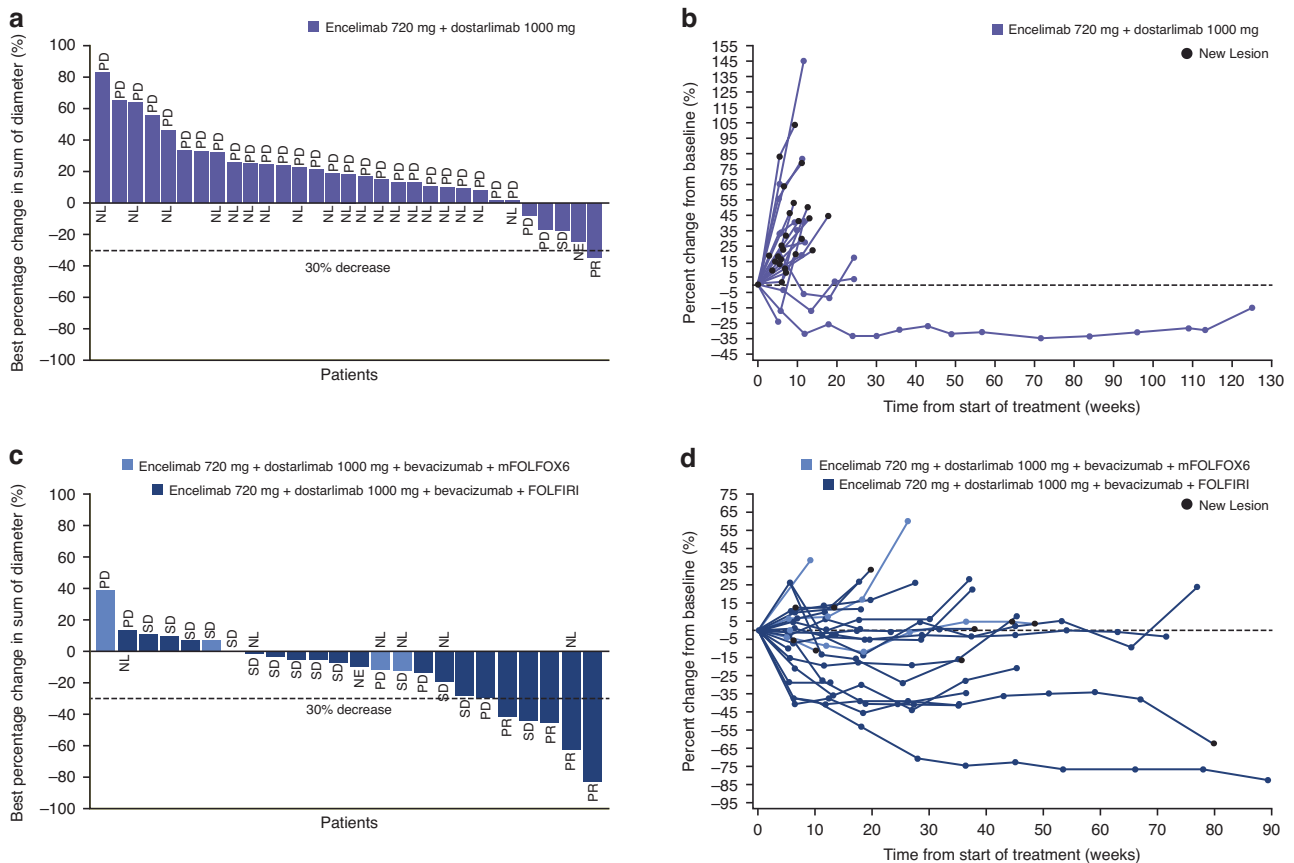 a
Encelimab 720 mg + dostarlimab 1000 mg
Best percentage change in sum of diameter (%)
100
80
60
40
20
0
–20
–40
–60
–80
–100
PD PD PD PD PD PD PD PD PD PD PD PD PD PD PD PD PD PD PD PD PD PD PD PD PD PD
NL NL NL NL NL NL NL NL NL NL NL NL NL NL NL NL NL NL
PD PD SD NE PR
30% decrease
Patients
b
Encelimab 720 mg + dostarlimab 1000 mg
New Lesion
Percent change from baseline (%)
155
145
135
125
115
105
95
85
75
65
55
45
35
25
15
5
–5
–15
–25
–35
–45
0 10 20 30 40 50 60 70 80 90 100 110 120 130
Time from start of treatment (weeks)
c
Encelimab 720 mg + dostarlimab 1000 mg + bevacizumab + mFOLFOX6
Encelimab 720 mg + dostarlimab 1000 mg + bevacizumab + FOLFIRI
Best percentage change in sum of diameter (%)
100
80
60
40
20
0
–20
–40
–60
–80
–100
PD PD SD SD SD SD SD
NL NL NL NL NL NL
SD SD SD SD SD NE PD SD PD SD SD PD PR SD PR PR PR
30% decrease
Patients
d
Encelimab 720 mg + dostarlimab 1000 mg + bevacizumab + mFOLFOX6
Encelimab 720 mg + dostarlimab 1000 mg + bevacizumab + FOLFIRI
New Lesion
Percent change from baseline (%)
75
65
55
45
35
25
15
5
–5
–15
–25
–35
–45
–55
–65
–75
–85
–95
0 10 20 30 40 50 60 70 80 90
Time from start of treatment (weeks)